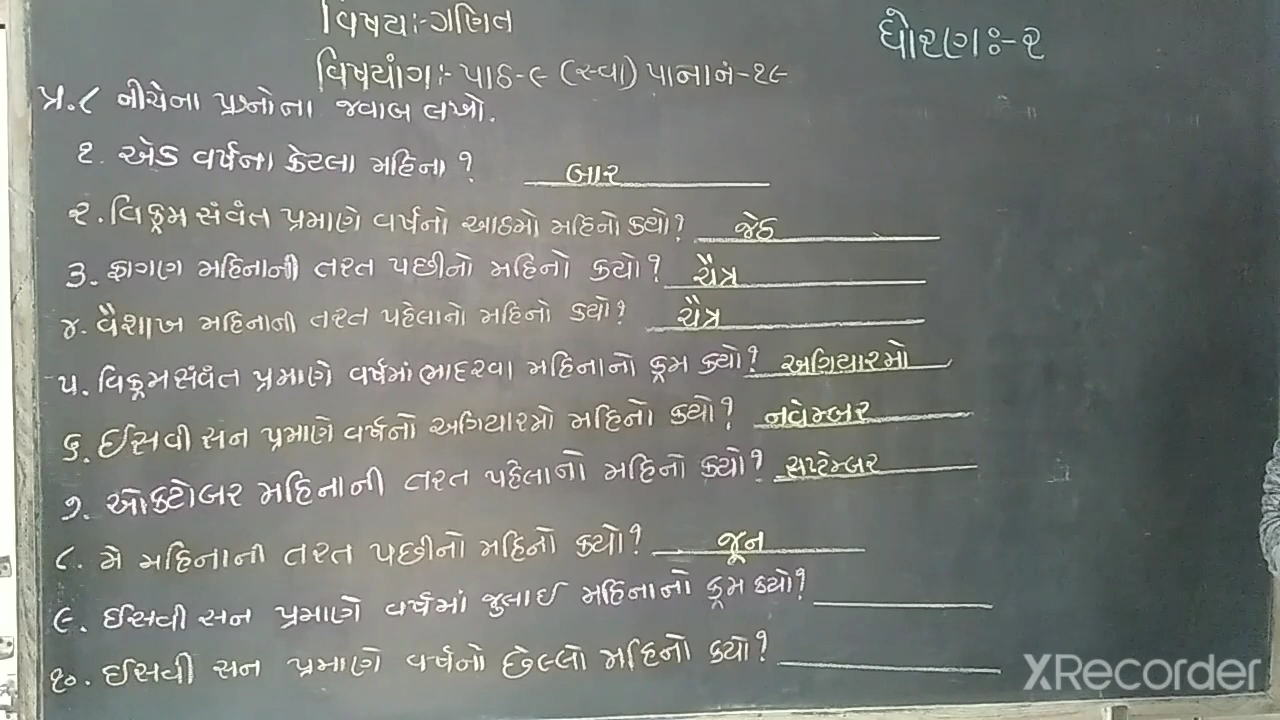 વિષય:-ગણિત
ધોરણઃ-૨
વિષયાંગ:- પાઠ-૯ (સ્વા) પાનાનં-૧૯
પ્ર.૮ નીચેના પ્રશ્નોના જવાબ લખો.
૧. એક વર્ષના કેટલા મહિના ? બાર
૨. વિક્રમ સંવંત પ્રમાણે વર્ષનો આઠમો મહિનો કયો? જેઠ
૩. ફાગણ મહિનાની તરત પછીનો મહિનો કયો? ચૈત્ર
૪. વૈશાખ મહિનાની તરત પહેલાનો મહિનો કયો? ચૈત્ર
૫. વિક્રમસંવંત પ્રમાણે વર્ષમાં ભાદરવા મહિનાનો ક્રમ કયો? અગિયારમો
૬. ઈસવી સન પ્રમાણે વર્ષનો અગિયારમો મહિનો કયો? નવેમ્બર
૭. ઓક્ટોબર મહિનાની તરત પહેલાનો મહિનો કયો? સપ્ટેમ્બર
૮. મે મહિનાની તરત પછીનો મહિનો કયો? જૂન
૯. ઈસવી સન પ્રમાણે વર્ષમાં જુલાઈ મહિનાનો ક્રમ કયો?
૧૦. ઈસવી સન પ્રમાણે વર્ષનો છેલ્લો મહિનો કયો?
XRecorder